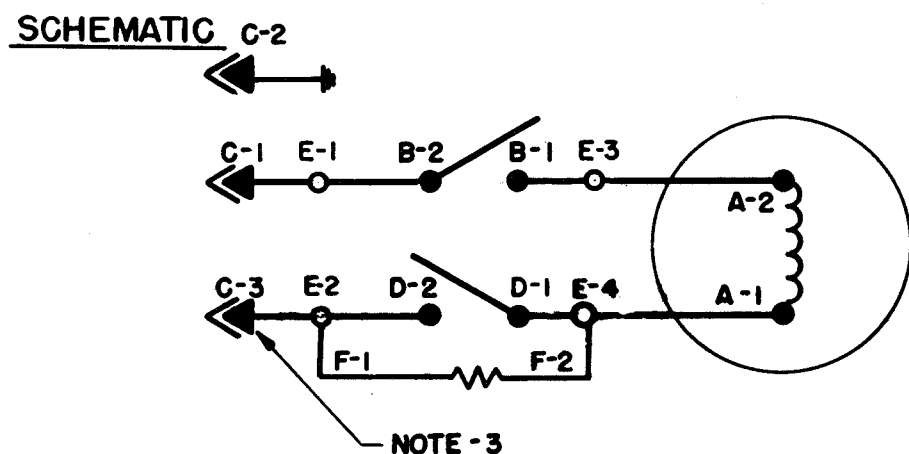 SCHEMATIC C-2
C-1 E-1 B-2 B-1 E-3
A-2
C-3 E-2 D-2 D-1 E-4 A-1
F-1 F-2
NOTE-3